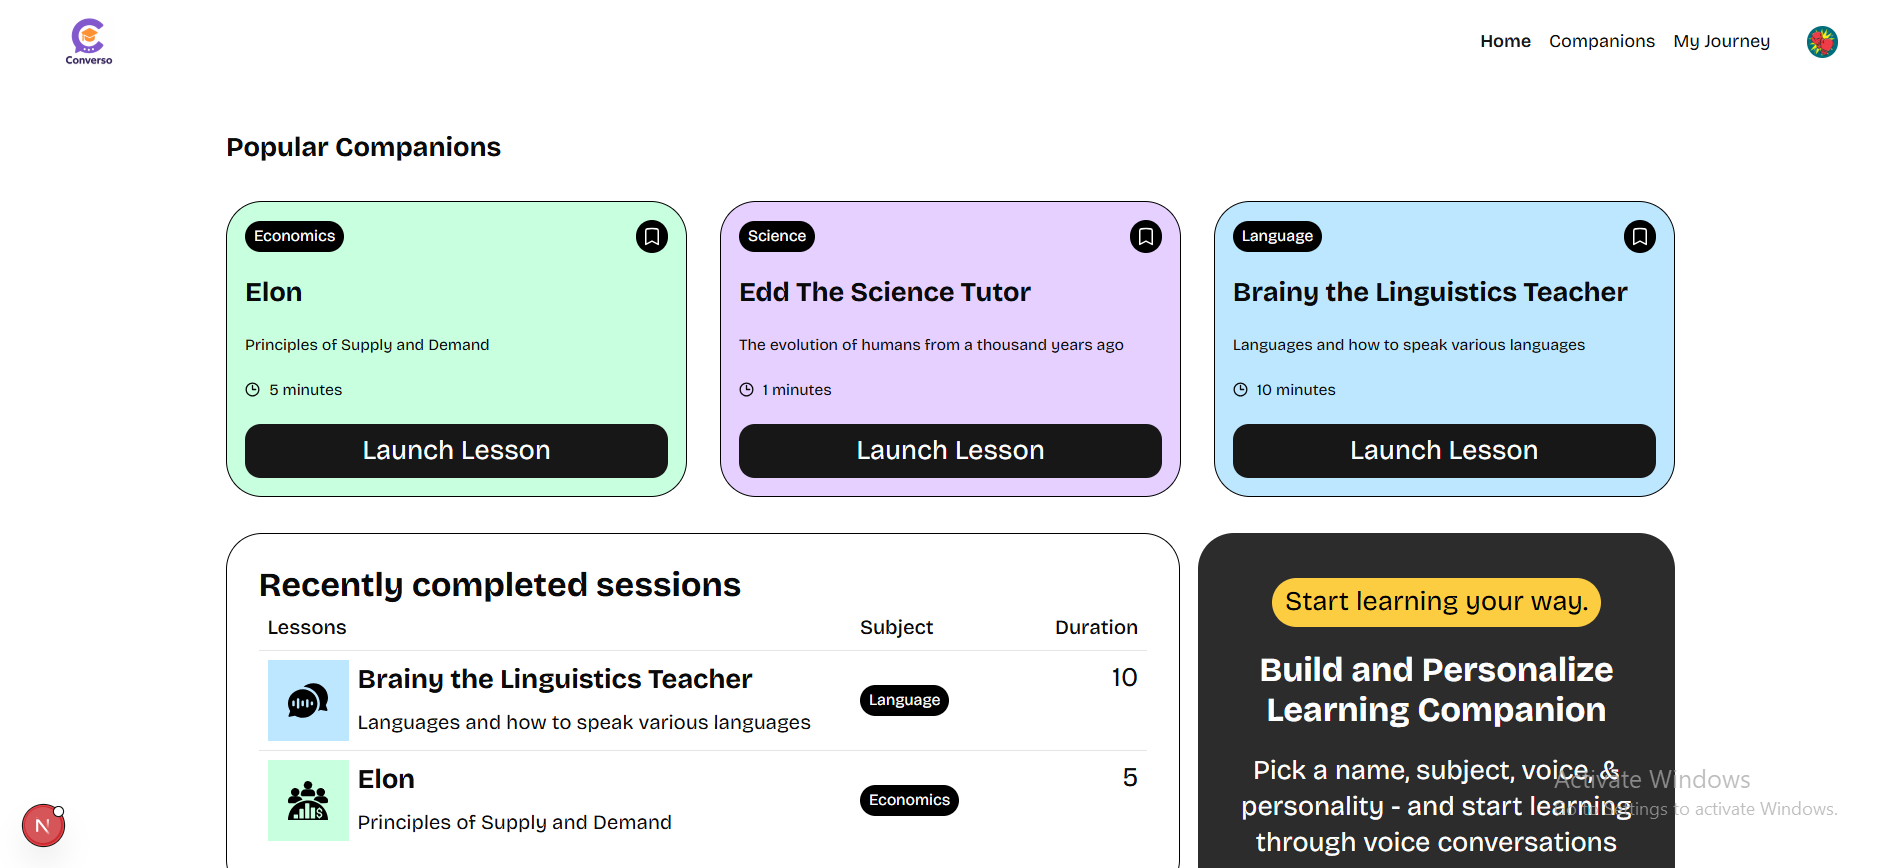 Converso
Home Companions My Journey
Popular Companions
Economics
Elon
Principles of Supply and Demand
5 minutes
Launch Lesson
Science
Edd The Science Tutor
The evolution of humans from a thousand years ago
1 minutes
Launch Lesson
Language
Brainy the Linguistics Teacher
Languages and how to speak various languages
10 minutes
Launch Lesson
Recently completed sessions
Lessons Subject Duration
Brainy the Linguistics Teacher
Languages and how to speak various languages
Language
10
Elon
Principles of Supply and Demand
Economics
5
Start learning your way.
Build and Personalize
Learning Companion
Pick a name, subject, voice, &
personality - and start learning
through voice conversations
Activate Windows
Go to Settings to activate Windows.
N